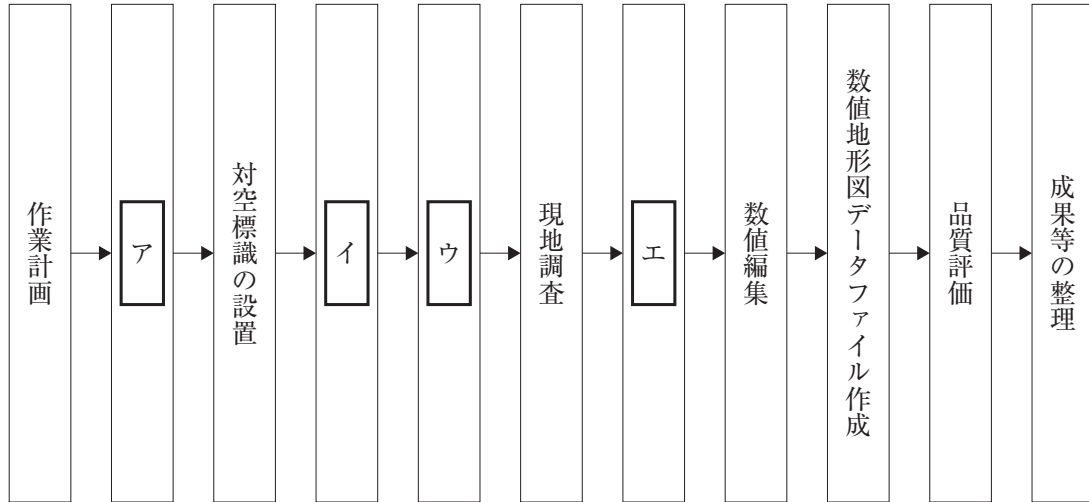 作業計画
ア
対空標識の設置
イ
ウ
現地調査
エ
数値編集
数値地形図データファイル作成
品質評価
成果等の整理